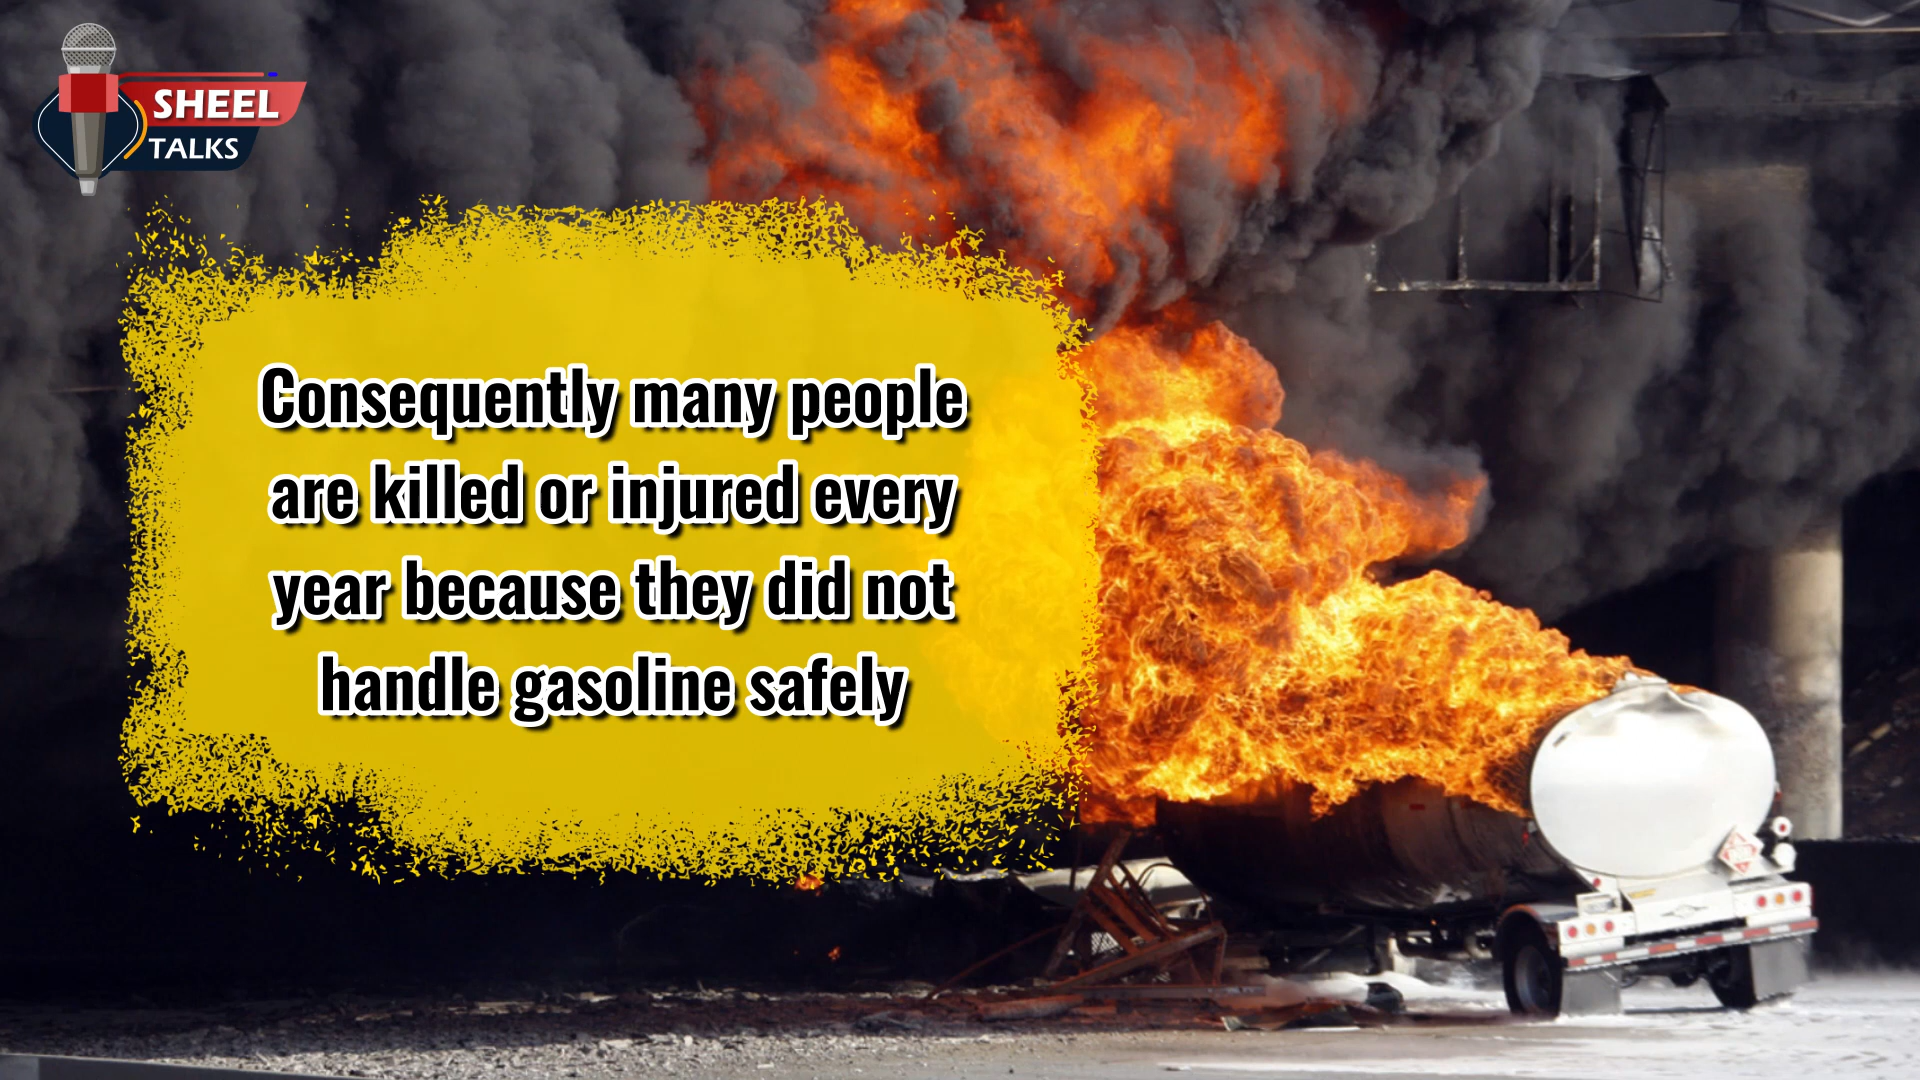 SHEEL
TALKS
Consequently many people
are killed or injured every
year because they did not
handle gasoline safely